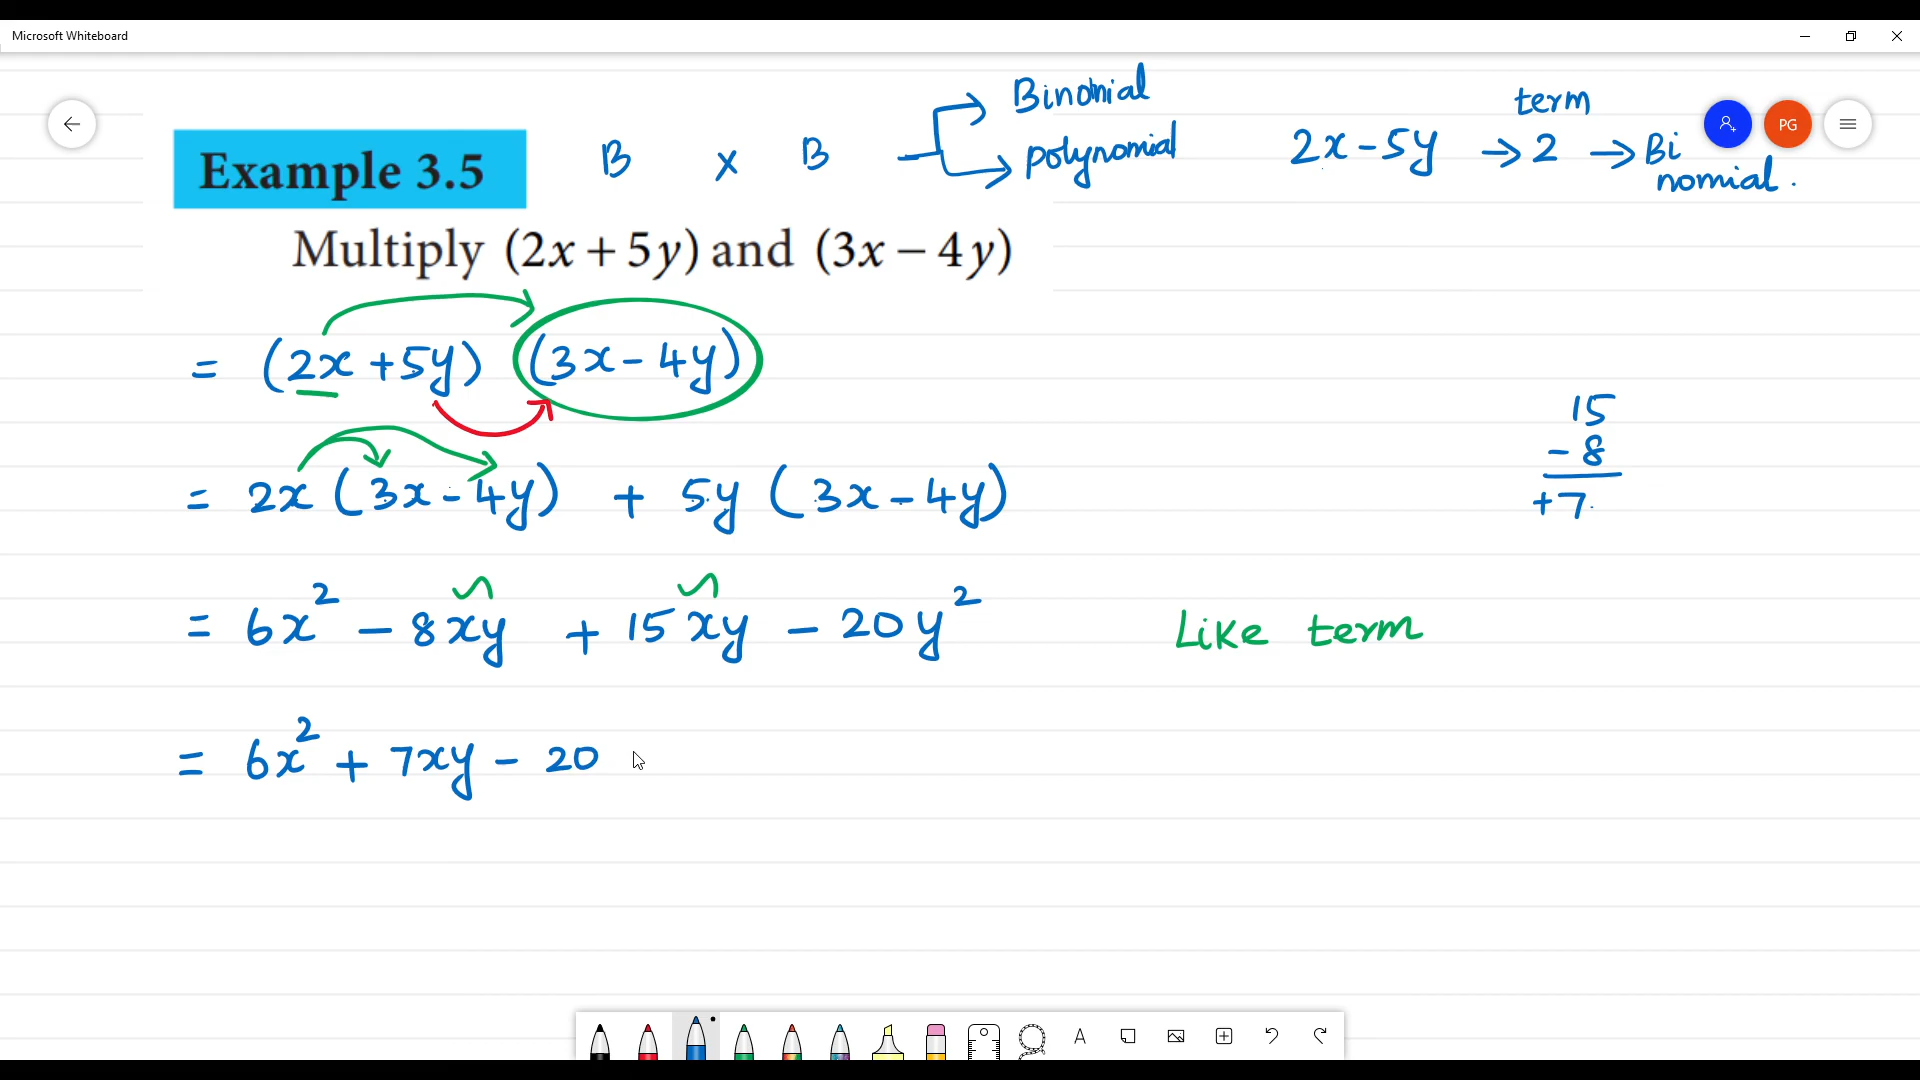 Microsoft Whiteboard
Example 3.5
B × B
Binomial
polynomial
2x - 5y → 2 → Bi
term
nomial.
PG
Multiply (2x + 5y) and (3x − 4y)
= (2x + 5y) (3x - 4y)
= 2x (3x - 4y) + 5y (3x - 4y)
15
- 8
+7.
= 6x² - 8xy + 15xy - 20y²
Like term
= 6x² + 7xy - 20
A